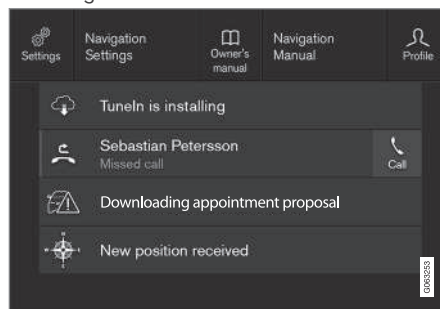 Settings
Navigation
Settings
Owner's
manual
Navigation
Manual
Profile
TuneIn is installing
Sebastian Petersson
Missed call
Call
Downloading appointment proposal
New position received
G063253